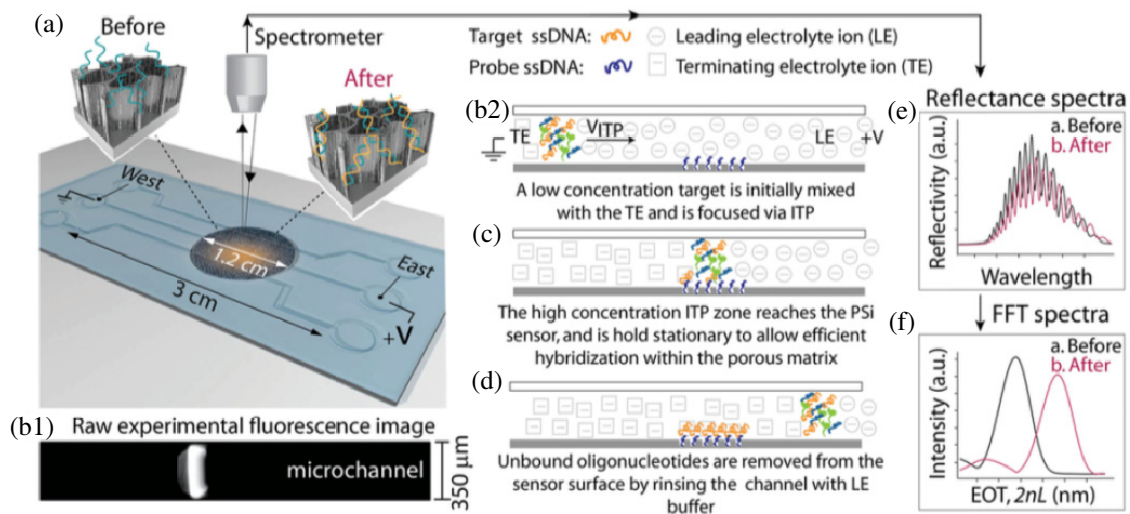 (a)
Before
Spectrometer
After
West
East
1.2 cm
3 cm
+V
Target ssDNA:
Leading electrolyte ion (LE)
Probe ssDNA:
Terminating electrolyte ion (TE)
(b1)
Raw experimental fluorescence image
microchannel
350 µm
(b2)
TE
VITP
LE
+V
A low concentration target is initially mixed
with the TE and is focused via ITP
(c)
The high concentration ITP zone reaches the PSi
sensor, and is hold stationary to allow efficient
hybridization within the porous matrix
(d)
Unbound oligonucleotides are removed from the
sensor surface by rinsing the channel with LE
buffer
(e)
Reflectance spectra
a. Before
b. After
Reflectivity (a.u.)
Wavelength
(f)
FFT spectra
a. Before
b. After
Intensity (a.u.)
EOT, 2nL (nm)